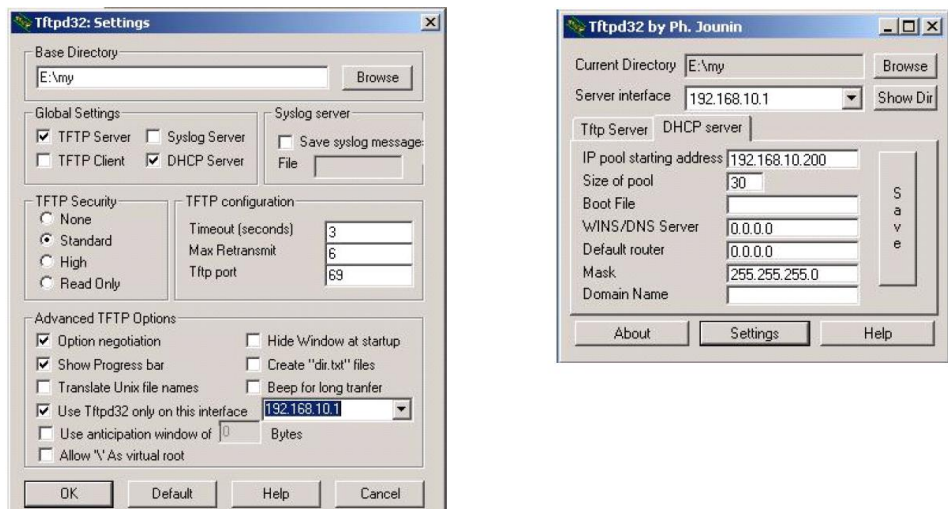 Tftpd32: Settings
Base Directory
E:\my
Browse
Global Settings
TFTP Server
Syslog Server
TFTP Client
DHCP Server
Syslog server
Save syslog message
File
TFTP Security
None
Standard
High
Read Only
TFTP configuration
Timeout (seconds)
3
Max Retransmit
6
Tftp port
69
Advanced TFTP Options
Option negotiation
Hide Window at startup
Show Progress bar
Create "dir.txt" files
Translate Unix file names
Beep for long tranfer
Use Tftpd32 only on this interface
192.168.10.1
Use anticipation window of
0
Bytes
Allow '\' As virtual root
OK
Default
Help
Cancel
Tftpd32 by Ph. Jounin
Current Directory
E:\my
Browse
Server interface
192.168.10.1
Show Dir
Tftp Server
DHCP server
IP pool starting address
192.168.10.200
Size of pool
30
Boot File
WINS/DNS Server
0.0.0.0
Default router
0.0.0.0
Mask
255.255.255.0
Domain Name
Save
About
Settings
Help